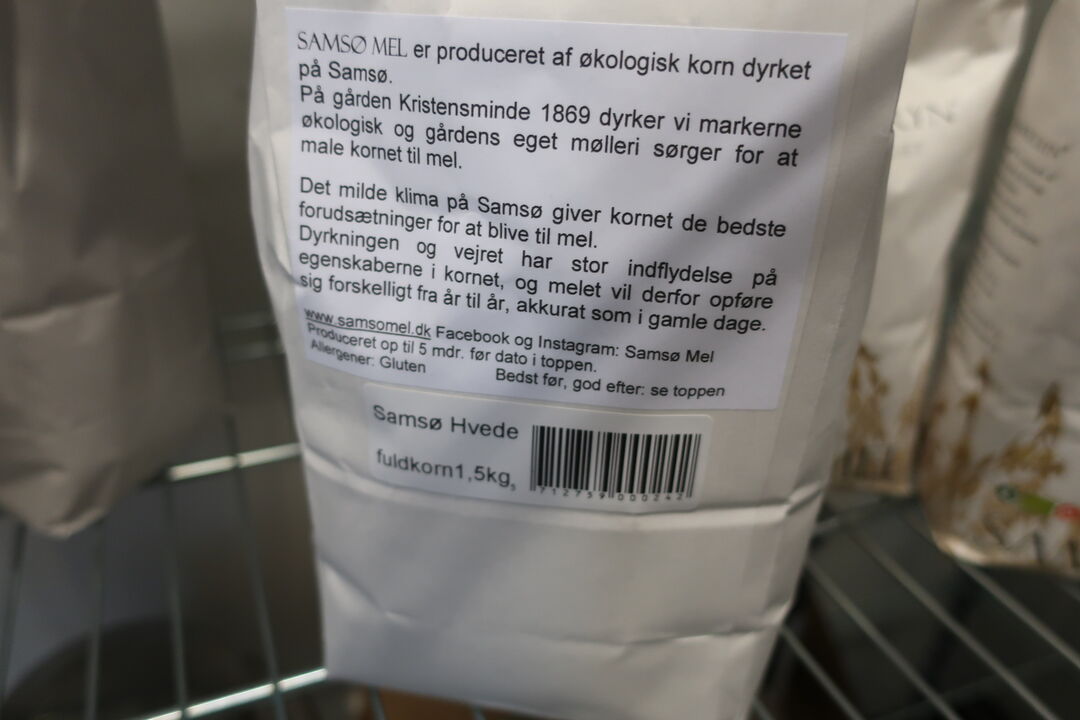 SAMSØ MEL er produceret af økologisk korn dyrket
på Samsø.
På gården Kristensminde 1869 dyrker vi markerne
økologisk og gårdens eget mølleri sørger for at
male kornet til mel.
Det milde klima på Samsø giver kornet de bedste
forudsætninger for at blive til mel.
Dyrkningen og vejret har stor indflydelse på
egenskaberne i kornet, og melet vil derfor opføre
sig forskelligt fra år til år, akkurat som i gamle dage.
www.samsomel.dk Facebook og Instagram: Samsø Mel
Produceret op til 5 mdr. før dato i toppen.
Allergener: Gluten Bedst før, god efter: se toppen
Samsø Hvede
fuldkorn1,5kg,
712739000242